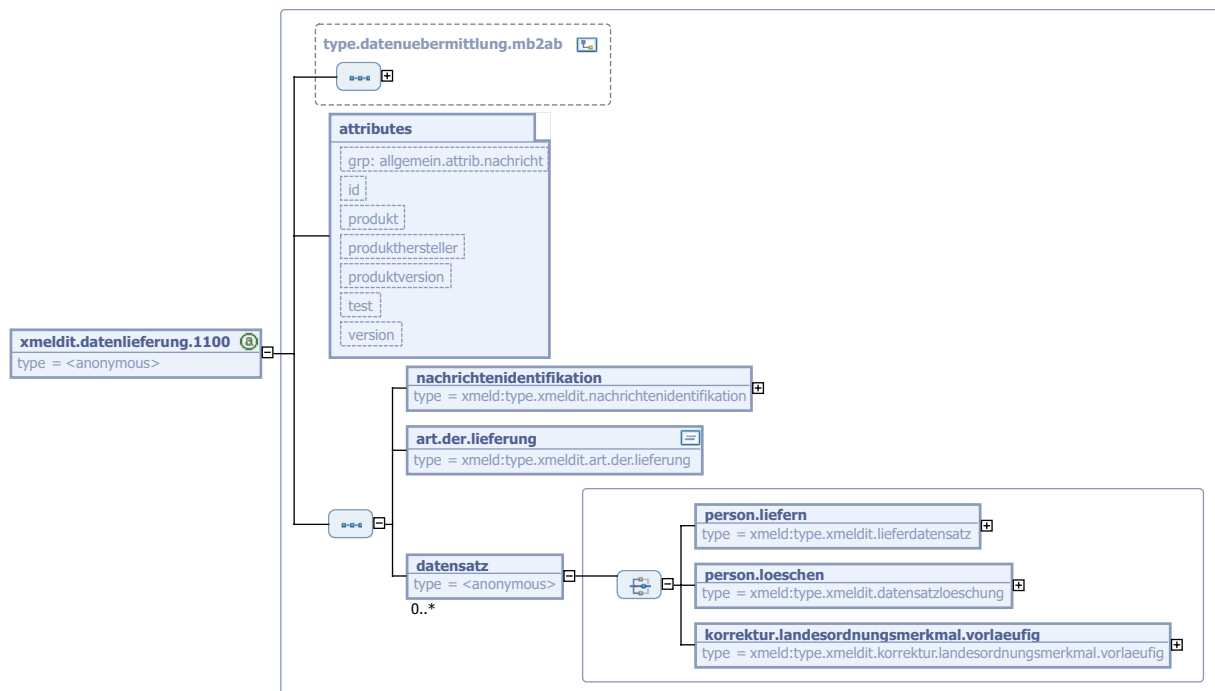 type.datenuebermittlung.mb2ab
attributes
grp: allgemein.attrib.nachricht
id
produkt
produkthersteller
produktversion
test
version
xmeldit.datenlieferung.1100 a
type = <anonymous>
nachrichtenidentifikation
type = xmeld:type.xmeldit.nachrichtenidentifikation
art.der.lieferung
type = xmeld:type.xmeldit.art.der.lieferung
datensatz
type = <anonymous>
0..*
person.liefern
type = xmeld:type.xmeldit.lieferdatensatz
person.loeschen
type = xmeld:type.xmeldit.datensatzloeschung
korrektur.landesordnungsmerkmal.vorlaeufig
type = xmeld:type.xmeldit.korrektur.landesordnungsmerkmal.vorlaeufig